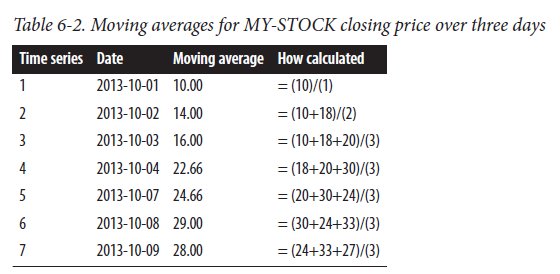 Table 6-2. Moving averages for MY-STOCK closing price over three days
Time series Date Moving average How calculated
1 2013-10-01 10.00 = (10)/(1)
2 2013-10-02 14.00 = (10+18)/(2)
3 2013-10-03 16.00 = (10+18+20)/(3)
4 2013-10-04 22.66 = (18+20+30)/(3)
5 2013-10-07 24.66 = (20+30+24)/(3)
6 2013-10-08 29.00 = (30+24+33)/(3)
7 2013-10-09 28.00 = (24+33+27)/(3)